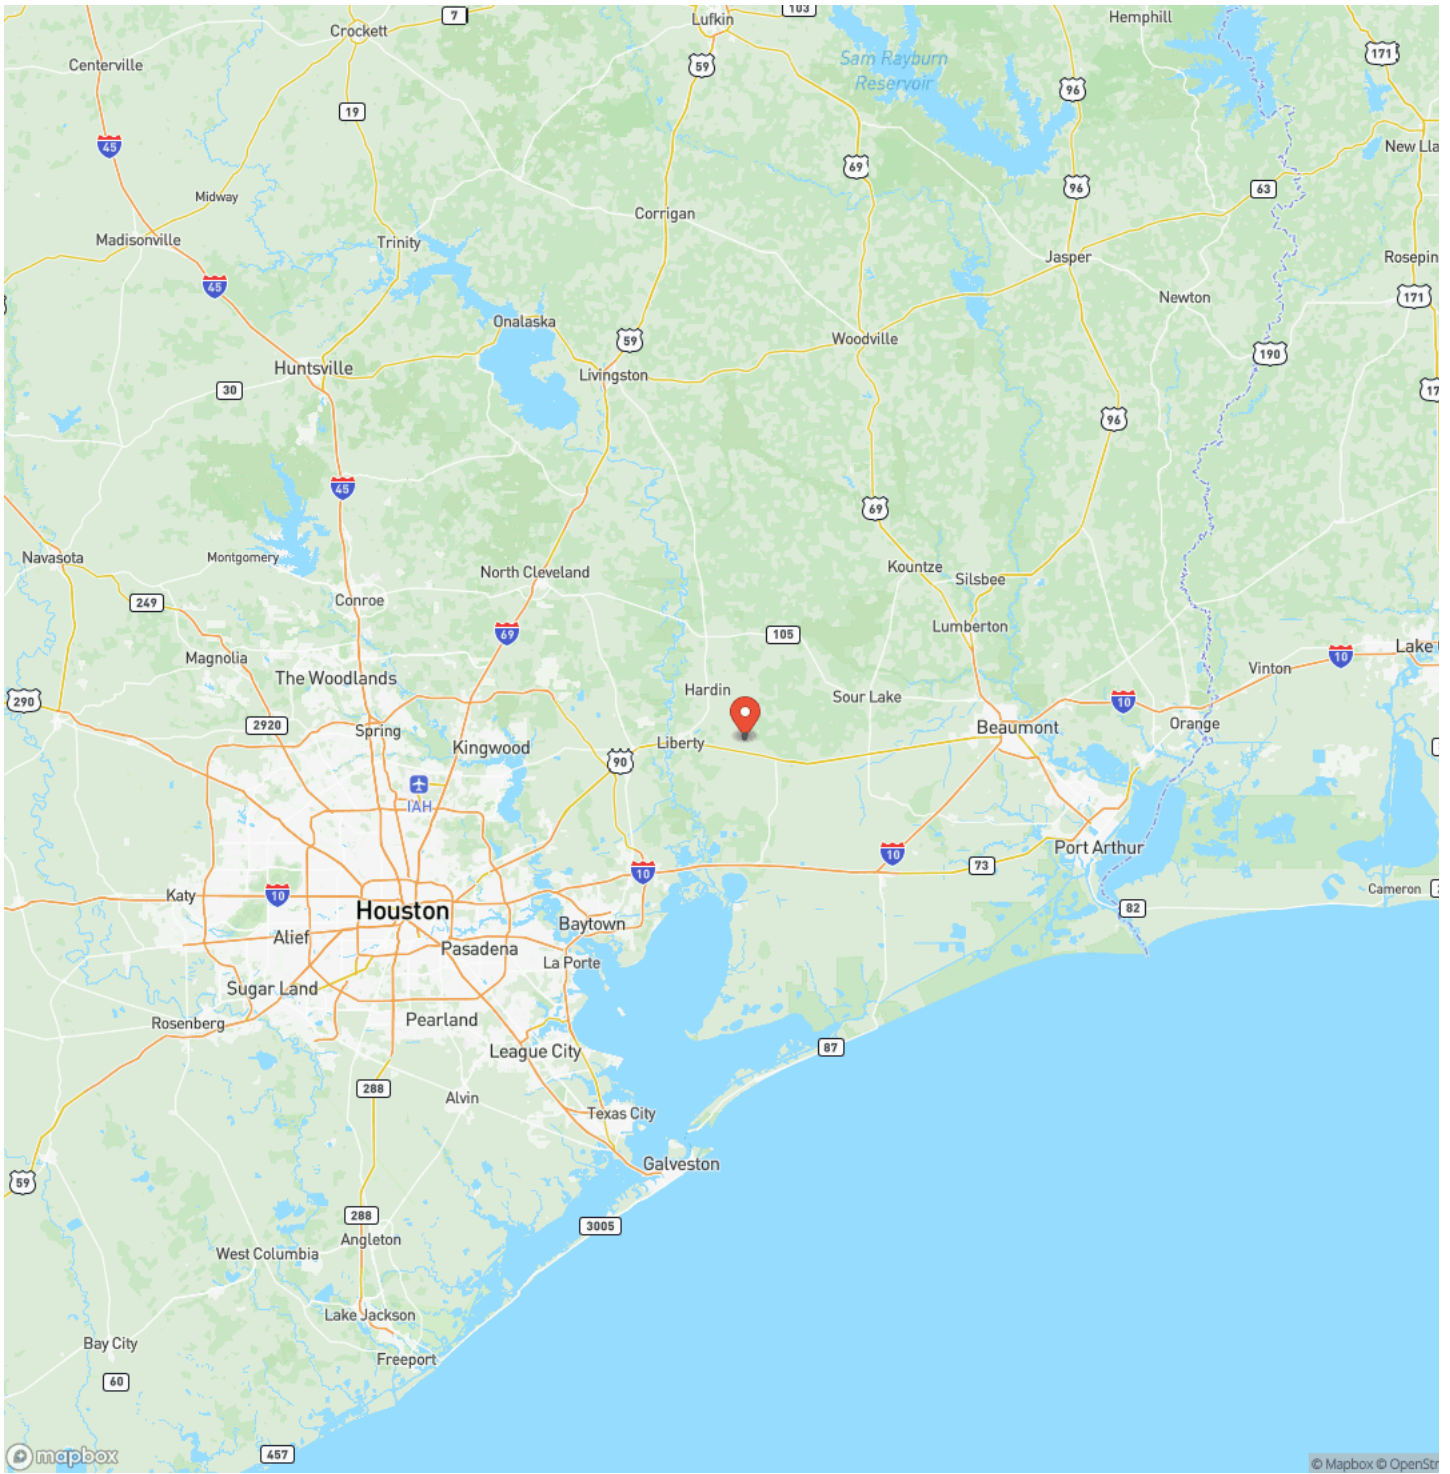 7
103
Lufkin
Hemphill
Crockett
Centerville
59
Sam Rayburn
Reservoir
171
96
19
45
69
New Lla
Midway
96
63
Corrigan
Madisonville
Trinity
Jasper
Rosepin
45
Newton
171
Onalaska
59
Woodville
190
Huntsville
Livingston
30
17
96
45
69
Navasota
Montgomery
North Cleveland
Kountze
Silsbee
249
Conroe
69
105
Lumberton
Magnolia
10
Lake
Vinton
The Woodlands
Hardin
Sour Lake
290
10
2920
Spring
Orange
Beaumont
Kingwood
Liberty
90
IAH
Port Arthur
10
73
10
Katy
10
Cameron
82
Houston
Baytown
Alief
Pasadena
La Porte
Sugar Land
Rosenberg
Pearland
League City
87
288
Alvin
Texas City
Galveston
59
288
3005
Angleton
West Columbia
Lake Jackson
Bay City
Freeport
60
457
mapbox
© Mapbox © OpenStr